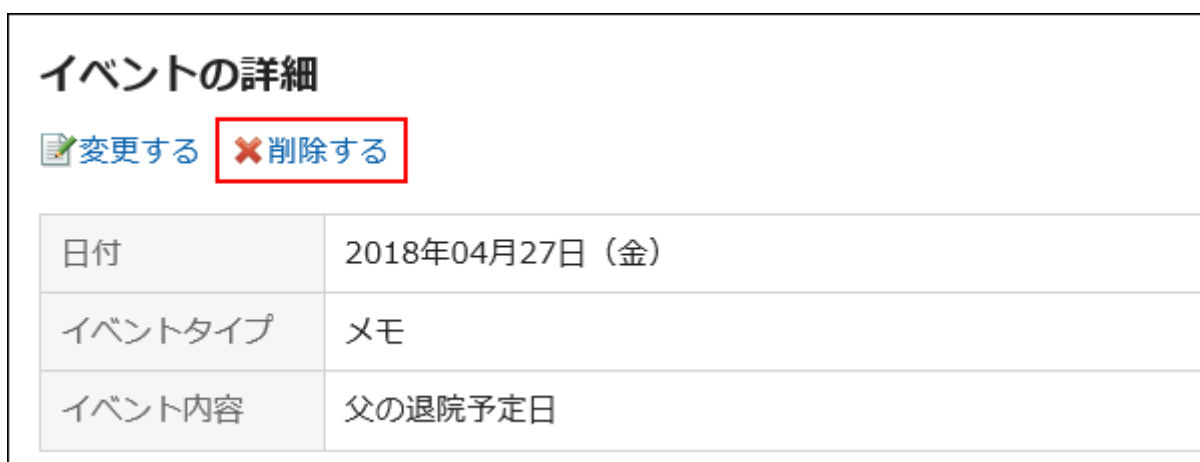 イベントの詳細
変更する 削除する
日付 2018年04月27日（金）
イベントタイプ メモ
イベント内容 父の退院予定日